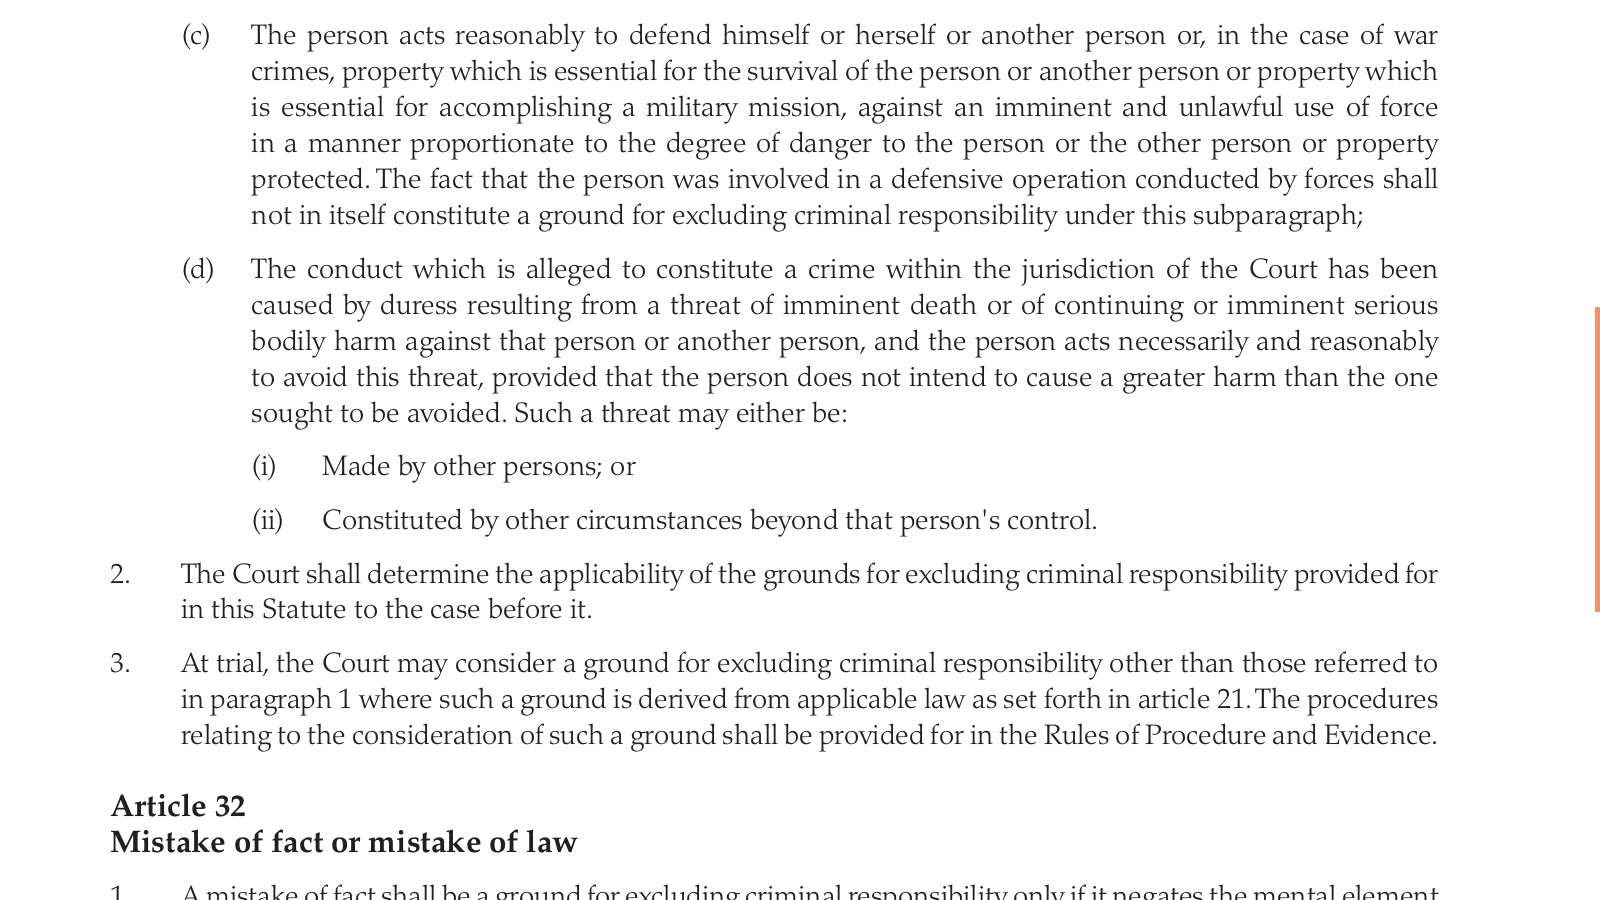 (c) The person acts reasonably to defend himself or herself or another person or, in the case of war
crimes, property which is essential for the survival of the person or another person or property which
is essential for accomplishing a military mission, against an imminent and unlawful use of force
in a manner proportionate to the degree of danger to the person or the other person or property
protected. The fact that the person was involved in a defensive operation conducted by forces shall
not in itself constitute a ground for excluding criminal responsibility under this subparagraph;
(d) The conduct which is alleged to constitute a crime within the jurisdiction of the Court has been
caused by duress resulting from a threat of imminent death or of continuing or imminent serious
bodily harm against that person or another person, and the person acts necessarily and reasonably
to avoid this threat, provided that the person does not intend to cause a greater harm than the one
sought to be avoided. Such a threat may either be:
(i) Made by other persons; or
(ii) Constituted by other circumstances beyond that person's control.
2. The Court shall determine the applicability of the grounds for excluding criminal responsibility provided for
in this Statute to the case before it.
3. At trial, the Court may consider a ground for excluding criminal responsibility other than those referred to
in paragraph 1 where such a ground is derived from applicable law as set forth in article 21. The procedures
relating to the consideration of such a ground shall be provided for in the Rules of Procedure and Evidence.
Article 32
Mistake of fact or mistake of law
1. A mistake of fact shall be a ground for excluding criminal responsibility only if it negates the mental element